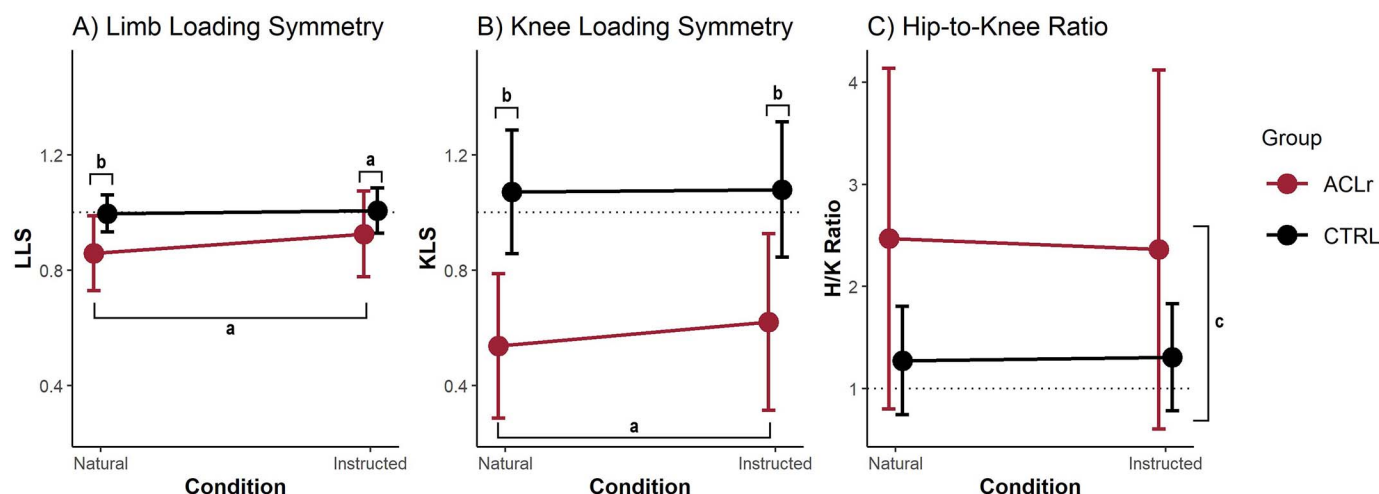 A) Limb Loading Symmetry
LLS
1.2
0.8
0.4
b
a
a
Natural
Instructed
Condition
B) Knee Loading Symmetry
KLS
1.2
0.8
0.4
b
b
a
Natural
Instructed
Condition
C) Hip-to-Knee Ratio
H/K Ratio
4
3
2
1
c
Natural
Instructed
Condition
Group
ACLr
CTRL